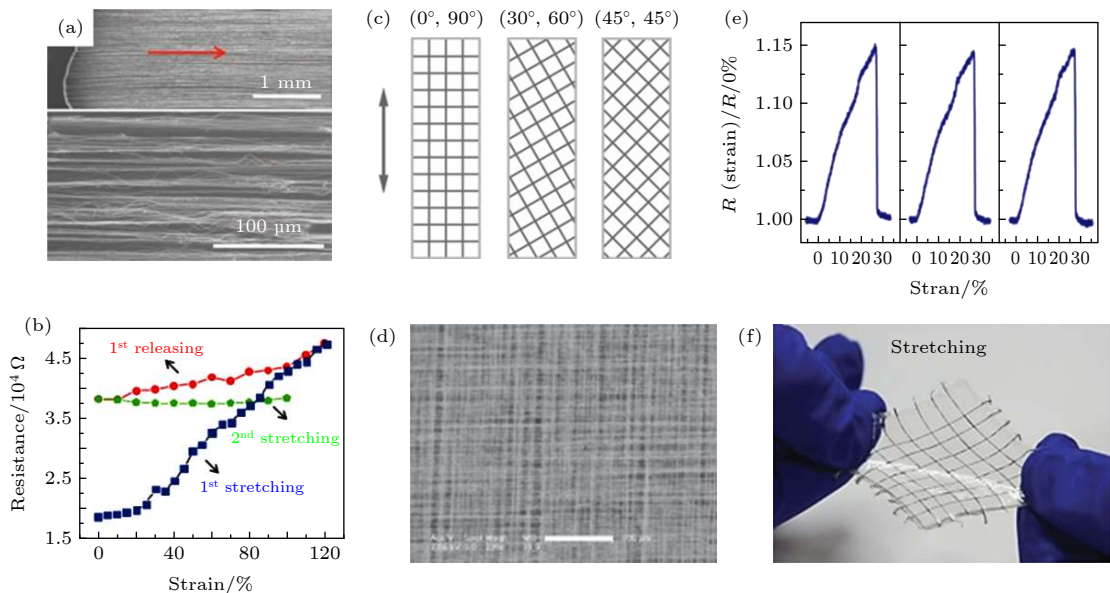 (a)
1 mm
100 μm
(c) (0°, 90°) (30°, 60°) (45°, 45°)
(e)
R (strain)/R/0%
1.15
1.10
1.05
1.00
0 10 20 30 0 10 20 30 0 10 20 30
Stran/%
(b)
Resistance/10⁴ Ω
4.5
3.5
2.5
1.5
1st releasing
2nd stretching
1st stretching
0 40 80 120
Strain/%
(d)
(f)
Stretching